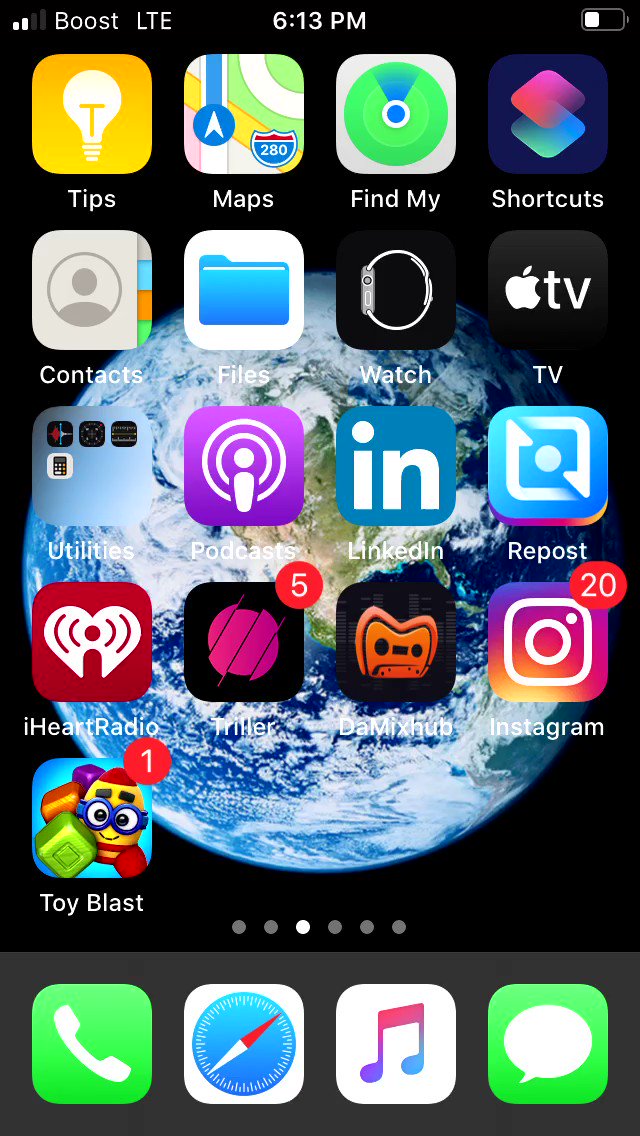 Boost LTE 6:13 PM
280
Tips Maps Find My Shortcuts
tv
Contacts Files Watch TV
in
Utilities Podcasts LinkedIn Repost
5 20
iHeartRadio Triller DaMixhub Instagram
1
Toy Blast